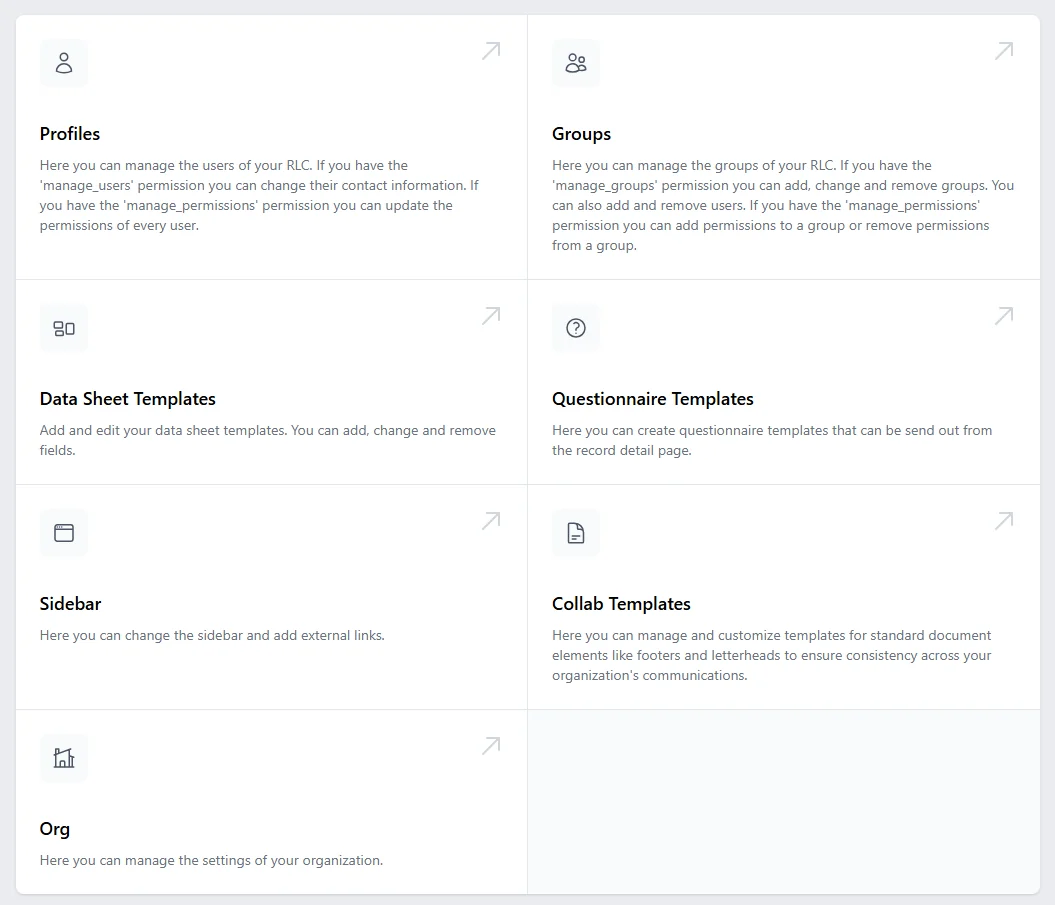 Profiles
Here you can manage the users of your RLC. If you have the
'manage_users' permission you can change their contact information. If
you have the 'manage_permissions' permission you can update the
permissions of every user.
Groups
Here you can manage the groups of your RLC. If you have the
'manage_groups' permission you can add, change and remove groups. You
can also add and remove users. If you have the 'manage_permissions'
permission you can add permissions to a group or remove permissions
from a group.
Data Sheet Templates
Add and edit your data sheet templates. You can add, change and remove
fields.
Questionnaire Templates
Here you can create questionnaire templates that can be send out from
the record detail page.
Sidebar
Here you can change the sidebar and add external links.
Collab Templates
Here you can manage and customize templates for standard document
elements like footers and letterheads to ensure consistency across your
organization's communications.
Org
Here you can manage the settings of your organization.